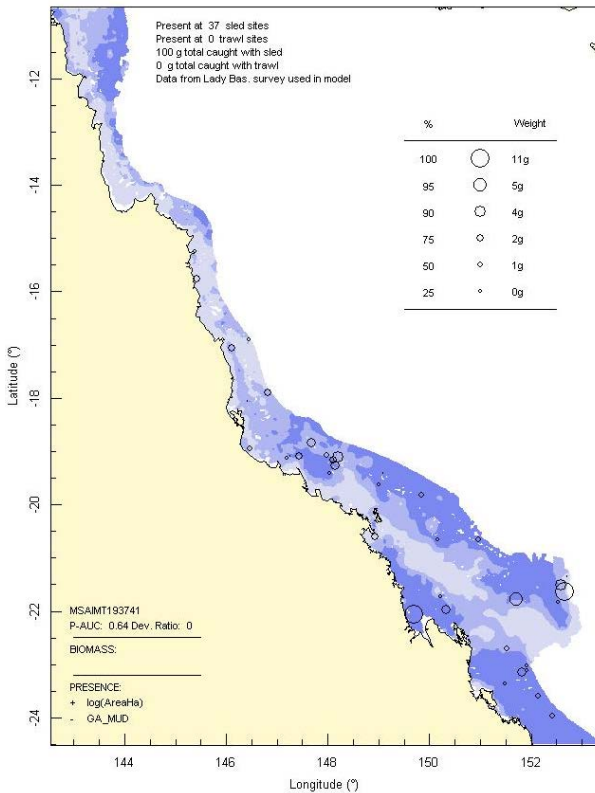 Present at 37 sled sites
Present at 0 trawl sites
100 g total caught with sled
0 g total caught with trawl
Data from Lady Bas. survey used in model
% Weight
100 11g
95 5g
90 4g
75 2g
50 1g
25 0g
-12
-14
-16
-18
-20
-22
-24
Latitude (°)
MSAIMT193741
P-AUC: 0.64 Dev. Ratio: 0
BIOMASS:
PRESENCE:
+ log(AreaHa)
- GA_MUD
144 146 148 150 152
Longitude (°)